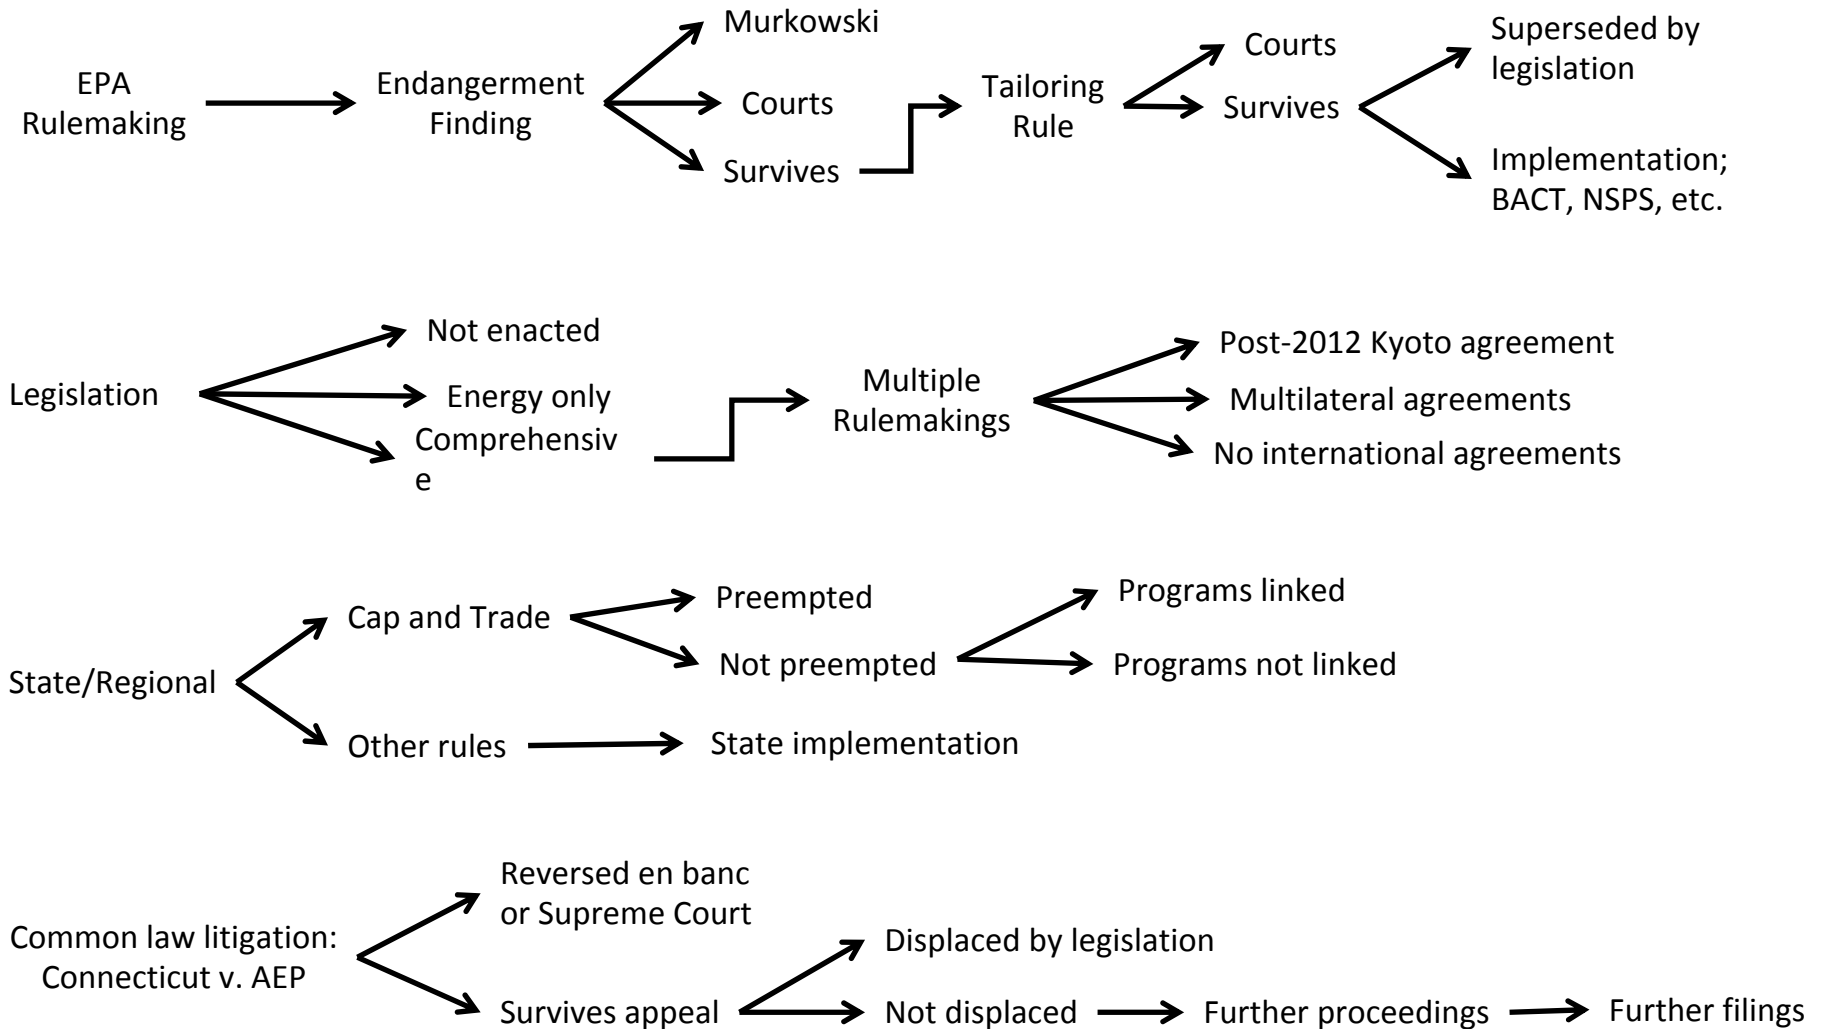 EPA
Rulemaking
Endangerment
Finding
Murkowski
Courts
Survives
Tailoring
Rule
Courts
Survives
Superseded by
legislation
Implementation;
BACT, NSPS, etc.
Legislation
Not enacted
Energy only
Comprehensiv
e
Multiple
Rulemakings
Post-2012 Kyoto agreement
Multilateral agreements
No international agreements
State/Regional
Cap and Trade
Preempted
Not preempted
Programs linked
Programs not linked
Other rules
State implementation
Common law litigation:
Connecticut v. AEP
Reversed en banc
or Supreme Court
Survives appeal
Displaced by legislation
Not displaced
Further proceedings
Further filings